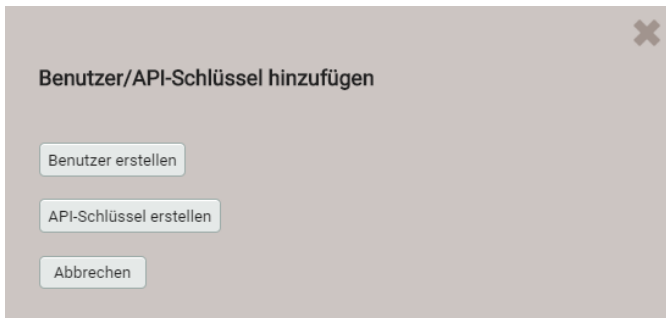 Benutzer/API-Schlüssel hinzufügen
Benutzer erstellen
API-Schlüssel erstellen
Abbrechen